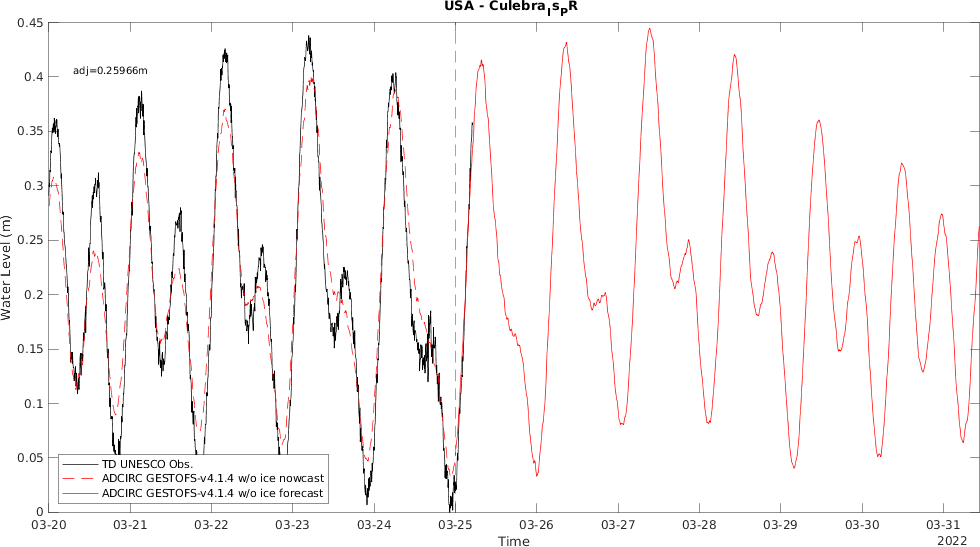 USA - CulebraIsPR
adj=0.25966m
Water Level (m)
0.45
0.4
0.35
0.3
0.25
0.2
0.15
0.1
0.05
0
TD UNESCO Obs.
ADCIRC GESTOFS-v4.1.4 w/o ice nowcast
ADCIRC GESTOFS-v4.1.4 w/o ice forecast
03-20 03-21 03-22 03-23 03-24 03-25 03-26 03-27 03-28 03-29 03-30 03-31
2022
Time